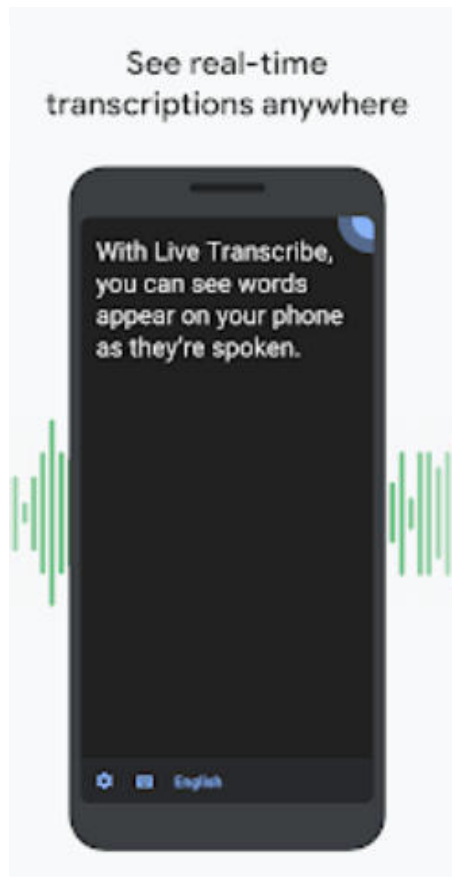 See real-time
transcriptions anywhere
With Live Transcribe,
you can see words
appear on your phone
as they're spoken.
English